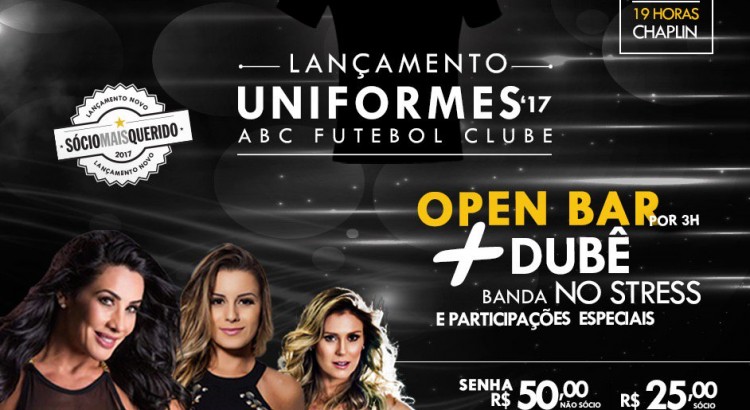 19 HORAS
CHAPLIN
LANÇAMENTO
UNIFORMES'17
ABC FUTEBOL CLUBE
LANÇAMENTO NOVO
SÓCIOMAISQUERIDO
2017
LANÇAMENTO NOVO
OPEN BAR POR 3H
+ DUBÊ
BANDA NO STRESS
E PARTICIPAÇÕES ESPECIAIS
SENHA R$ 50,00 NÃO SÓCIO
R$ 25,00 SÓCIO